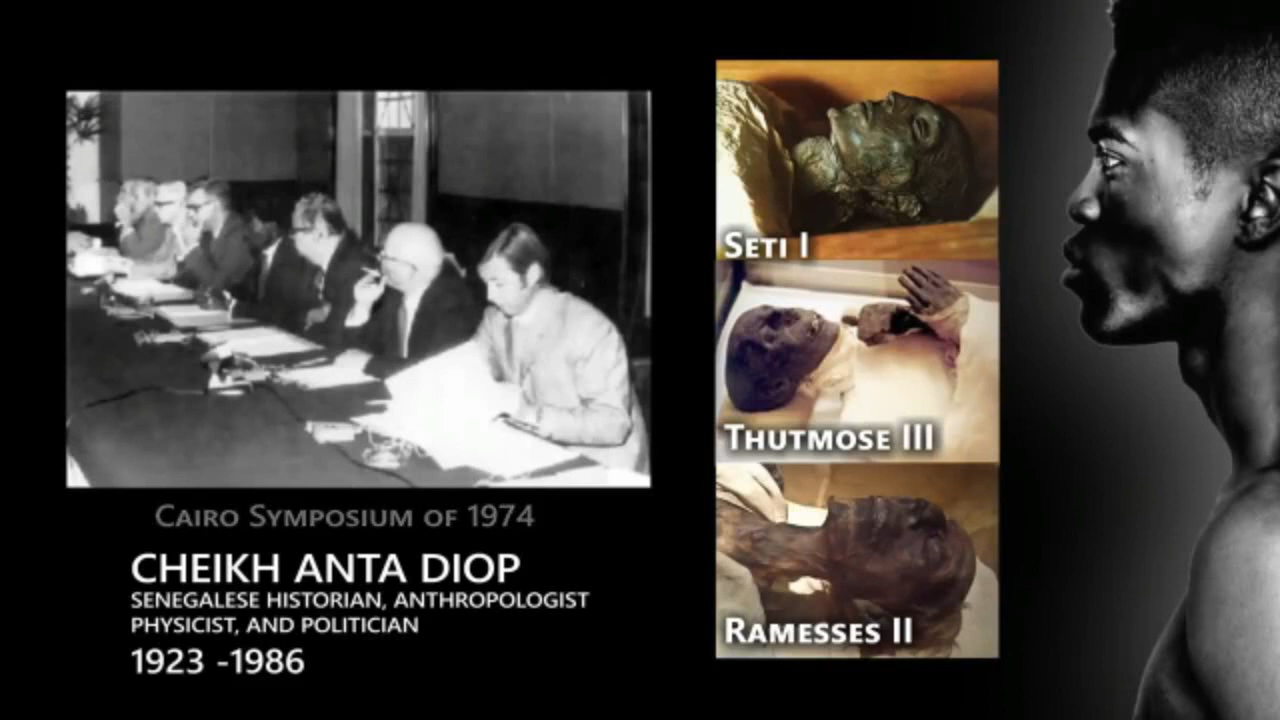 Cairo Symposium of 1974
CHEIKH ANTA DIOP
SENEGALESE HISTORIAN, ANTHROPOLOGIST
PHYSICIST, AND POLITICIAN
1923 -1986
Seti I
Thutmose III
Ramesses II